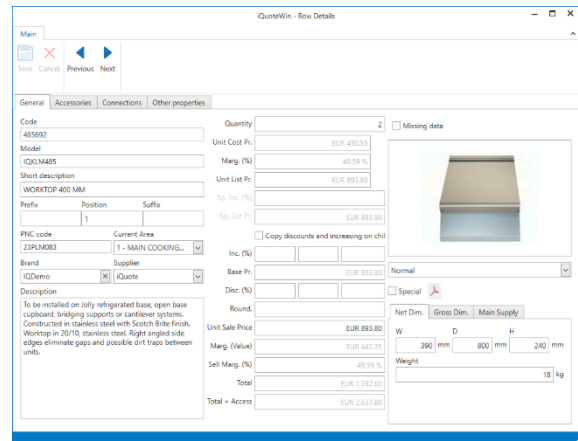 iQuoteWin - Row Details
Main
Save Cancel Previous Next
General Accessories Connections Other properties
Code
485692
Model
IQKLM485
Short description
WORKTOP 400 MM
Prefix Position Suffix
1
PNC code Current Area
23PLM083 1 - MAIN COOKING...
Brand Supplier
IQDemo iQuote
Description
To be installed on Jolly refrigerated base, open base
cupboard, bridging supports or cantilever systems.
Constructed in stainless steel with Scotch Brite finish.
Worktop in 20/10, stainless steel. Right angled side
edges eliminate gaps and possible dirt traps between
units.
Quantity 2
Unit Cost Pr. EUR 450.55
Marg. (%) 49.59 %
Unit List Pr. EUR 893.80
Sp. Inc. (%)
Sp. List Pr. EUR 893.80
Copy discounts and increasing on chil
Inc. (%)
Base Pr. EUR 893.80
Disc. (%)
Round.
Unit Sale Price EUR 893.80
Marg. (Value) EUR 443.25
Sell Marg. (%) 49.59 %
Total EUR 1,787.60
Total + Access EUR 2,637.80
Missing data
Normal
Special
Net Dim. Gross Dim. Main Supply
W D H
390 mm 800 mm 240 mm
Weight
18 kg